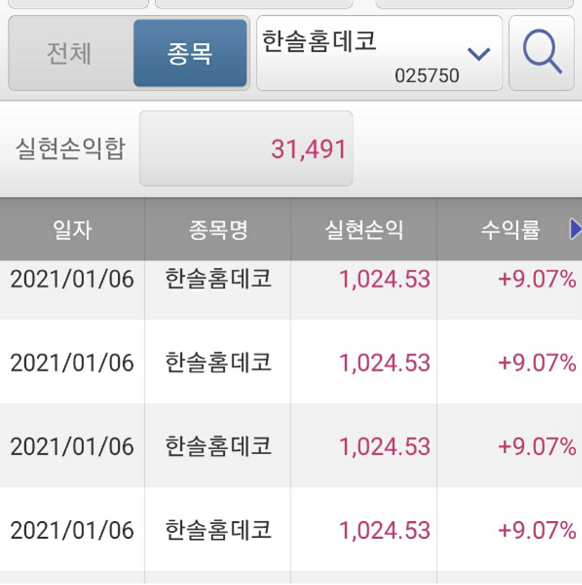 전체 종목 한솔홈데코
025750
실현손익합 31,491
일자 종목명 실현손익 수익률
2021/01/06 한솔홈데코 1,024.53 +9.07%
2021/01/06 한솔홈데코 1,024.53 +9.07%
2021/01/06 한솔홈데코 1,024.53 +9.07%
2021/01/06 한솔홈데코 1,024.53 +9.07%